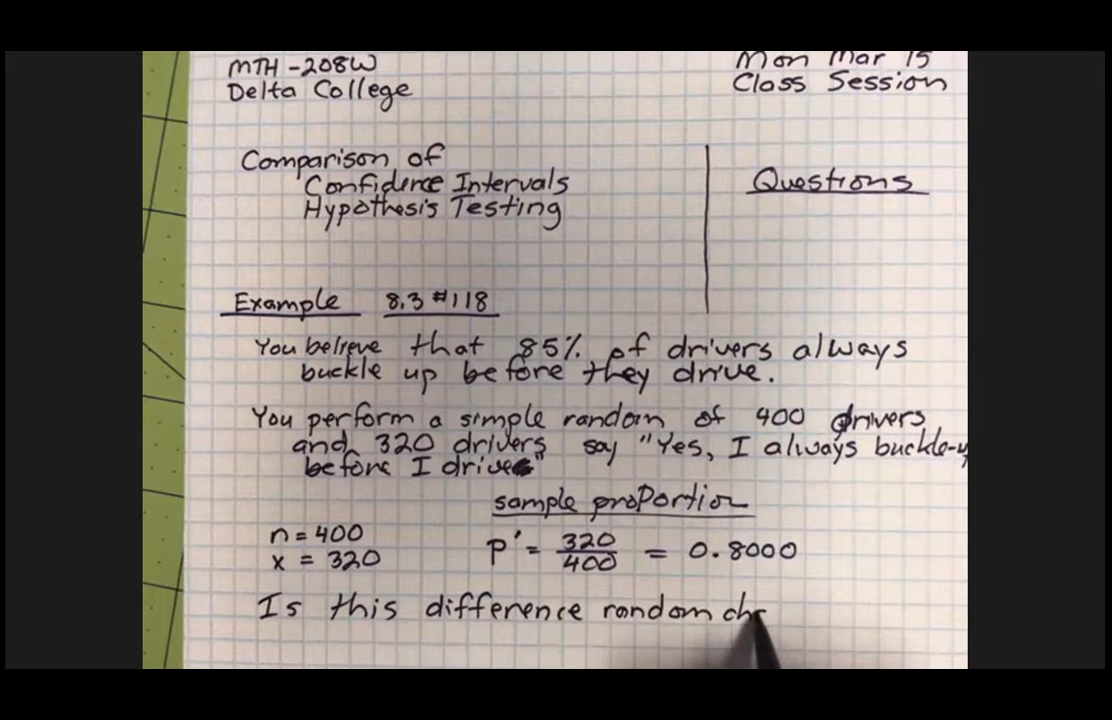 MTH-208W
Delta College
Mon Mar 15
Class Session
Comparison of
Confidence Intervals
Hypothesis Testing
Questions
Example 8.3 #118
You believe that 85% of drivers always
buckle up before they drive.
You perform a simple random of 400 drivers
and 320 drivers say "Yes, I always buckle-u
before I drive"
sample proportion
n = 400
x = 320
p' = 320/400 = 0.8000
Is this difference random ch